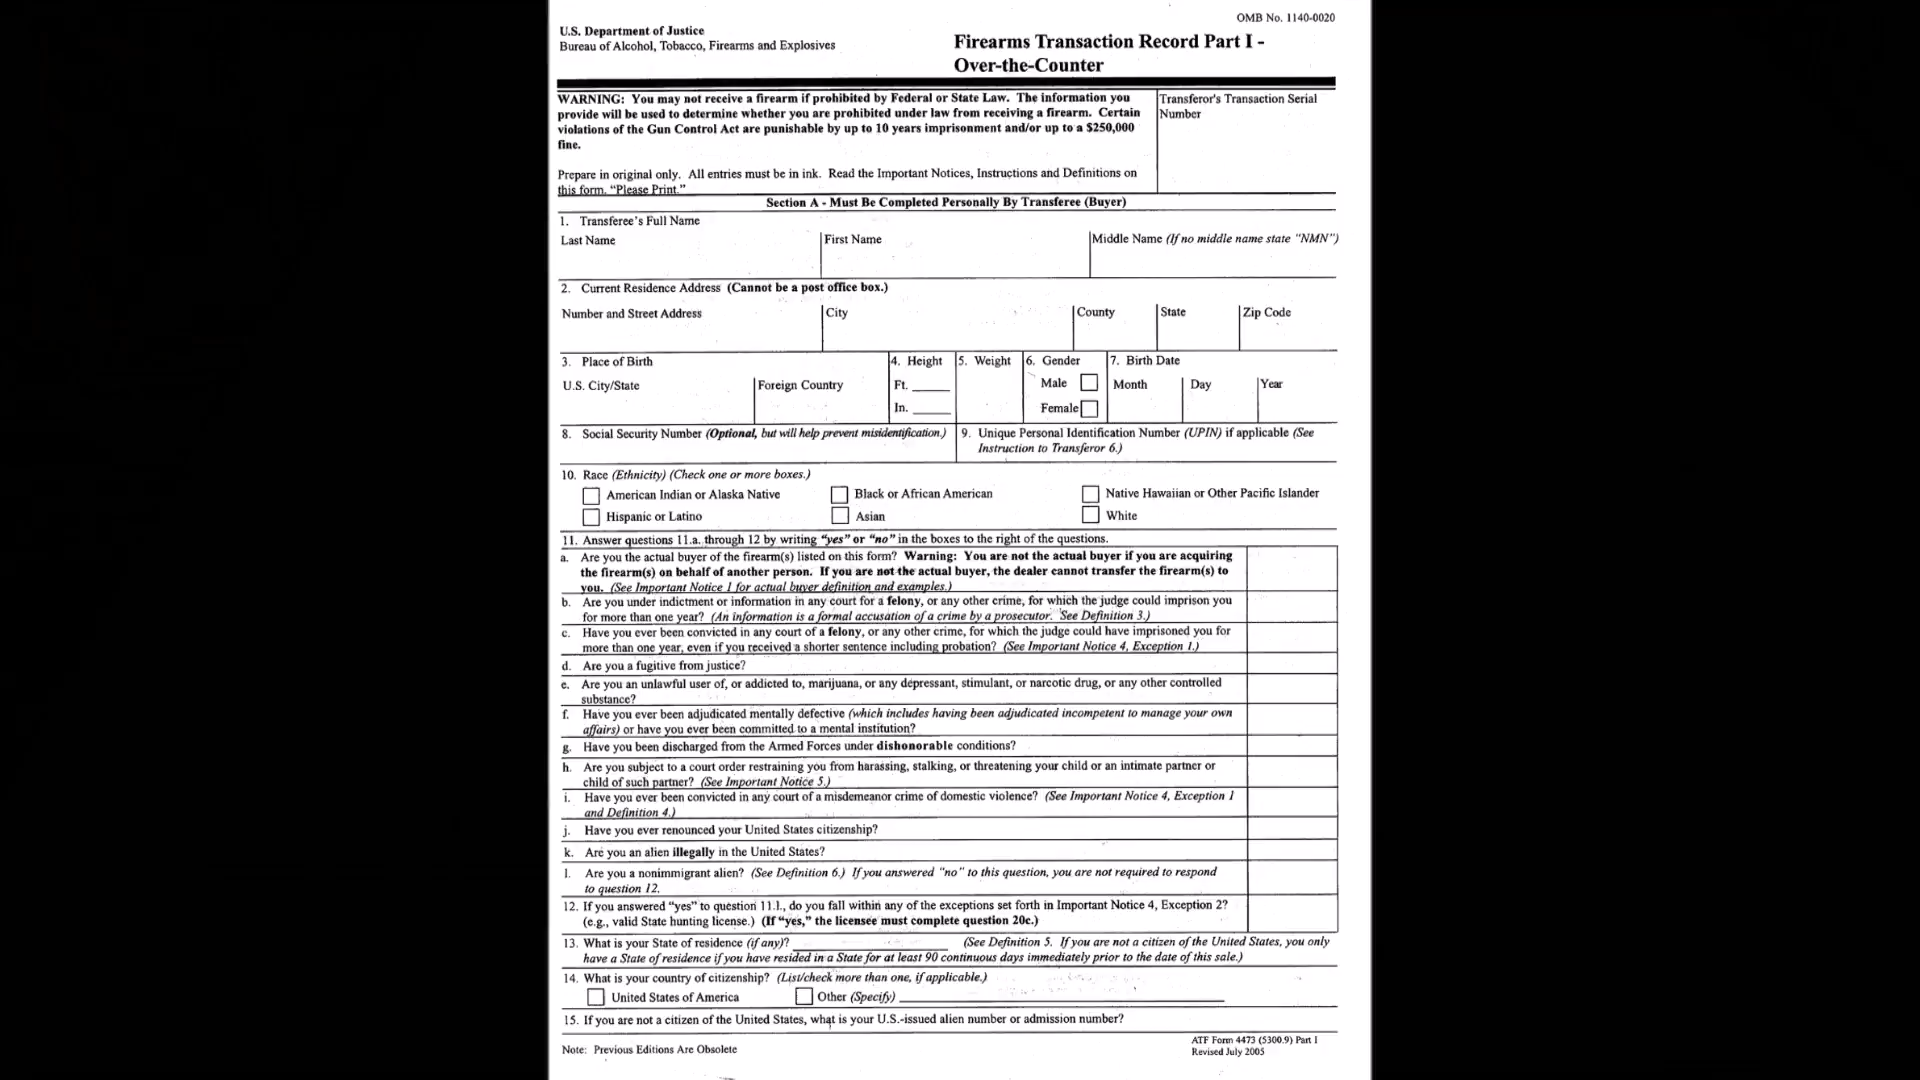 OMB No. 1140-0020
U.S. Department of Justice
Bureau of Alcohol, Tobacco, Firearms and Explosives
Firearms Transaction Record Part I -
Over-the-Counter
WARNING: You may not receive a firearm if prohibited by Federal or State Law. The information you
provide will be used to determine whether you are prohibited under law from receiving a firearm. Certain
violations of the Gun Control Act are punishable by up to 10 years imprisonment and/or up to a $250,000
fine.
Transferor's Transaction Serial
Number
Prepare in original only. All entries must be in ink. Read the Important Notices, Instructions and Definitions on
this form. "Please Print."
Section A - Must Be Completed Personally By Transferee (Buyer)
1. Transferee's Full Name
Last Name
First Name
Middle Name (If no middle name state "NMN")
2. Current Residence Address (Cannot be a post office box.)
Number and Street Address
City
County
State
Zip Code
3. Place of Birth
U.S. City/State
Foreign Country
4. Height
Ft. ____
In. ____
5. Weight
6. Gender
Male
Female
7. Birth Date
Month
Day
Year
8. Social Security Number (Optional, but will help prevent misidentification.)
9. Unique Personal Identification Number (UPIN) if applicable (See
Instruction to Transferor 6.)
10. Race (Ethnicity) (Check one or more boxes.)
American Indian or Alaska Native
Black or African American
Native Hawaiian or Other Pacific Islander
Hispanic or Latino
Asian
White
11. Answer questions 11.a. through 12 by writing "yes" or "no" in the boxes to the right of the questions.
a. Are you the actual buyer of the firearm(s) listed on this form? Warning: You are not the actual buyer if you are acquiring
the firearm(s) on behalf of another person. If you are not the actual buyer, the dealer cannot transfer the firearm(s) to
you. (See Important Notice 1 for actual buyer definition and examples.)
b. Are you under indictment or information in any court for a felony, or any other crime, for which the judge could imprison you
for more than one year? (An information is a formal accusation of a crime by a prosecutor. See Definition 3.)
c. Have you ever been convicted in any court of a felony, or any other crime, for which the judge could have imprisoned you for
more than one year, even if you received a shorter sentence including probation? (See Important Notice 4, Exception 1.)
d. Are you a fugitive from justice?
e. Are you an unlawful user of, or addicted to, marijuana, or any depressant, stimulant, or narcotic drug, or any other controlled
substance?
f. Have you ever been adjudicated mentally defective (which includes having been adjudicated incompetent to manage your own
affairs) or have you ever been committed to a mental institution?
g. Have you been discharged from the Armed Forces under dishonorable conditions?
h. Are you subject to a court order restraining you from harassing, stalking, or threatening your child or an intimate partner or
child of such partner? (See Important Notice 5.)
i. Have you ever been convicted in any court of a misdemeanor crime of domestic violence? (See Important Notice 4, Exception 1
and Definition 4.)
j. Have you ever renounced your United States citizenship?
k. Are you an alien illegally in the United States?
l. Are you a nonimmigrant alien? (See Definition 6.) If you answered "no" to this question, you are not required to respond
to question 12.
12. If you answered "yes" to question 11.l., do you fall within any of the exceptions set forth in Important Notice 4, Exception 2?
(e.g., valid State hunting license.) (If "yes," the licensee must complete question 20c.)
13. What is your State of residence (if any)? ____ (See Definition 5. If you are not a citizen of the United States, you only
have a State of residence if you have resided in a State for at least 90 continuous days immediately prior to the date of this sale.)
14. What is your country of citizenship? (List/check more than one, if applicable.)
United States of America
Other (Specify) ____
15. If you are not a citizen of the United States, what is your U.S.-issued alien number or admission number?
Note: Previous Editions Are Obsolete
ATF Form 4473 (5300.9) Part I
Revised July 2005